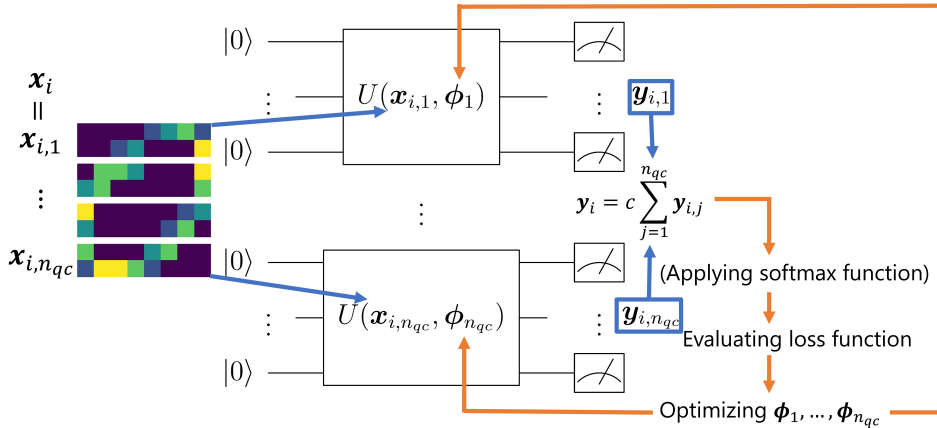 |0⟩
𝒙ᵢ
=
𝒙_{i,1}
⋮
𝒙_{i,n_{qc}}
⋮
U(𝒙_{i,1}, 𝝓_1)
⋮
|0⟩
⋮
|0⟩
⋮
U(𝒙_{i,n_{qc}}, 𝝓_{n_{qc}})
⋮
|0⟩
𝒚_{i,1}
𝒚_i = c \sum_{j=1}^{n_{qc}} 𝒚_{i,j}
𝒚_{i,n_{qc}}
(Applying softmax function)
Evaluating loss function
Optimizing 𝝓_1, ..., 𝝓_{n_{qc}}